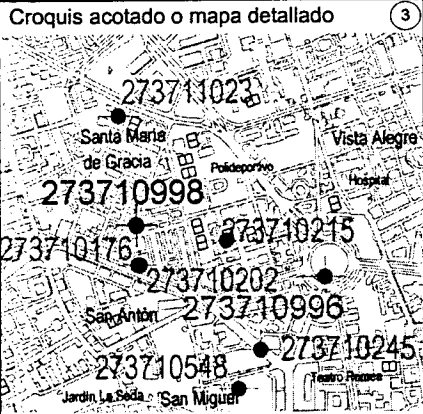 Croquis acotado o mapa detallado 3
273711023
Santa María
de Gracia
Vista Alegre
Polideportivo
Hospital
273710998
273710215
273710176
273710202
San Antón
273710996
273710245
273710548
Teatro Romea
Jardín La Seda
San Miguel